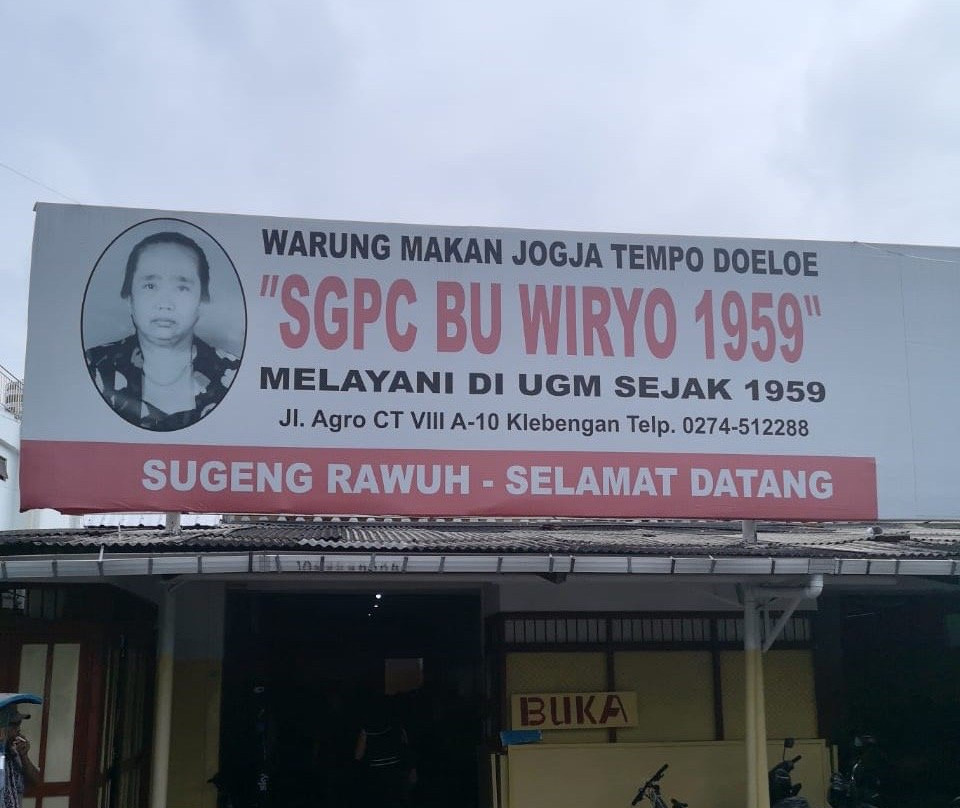 WARUNG MAKAN JOGJA TEMPO DOELOE
"SGPC BU WIRYO 1959"
MELAYANI DI UGM SEJAK 1959
Jl. Agro CT VIII A-10 Klebengan Telp. 0274-512288
SUGENG RAWUH - SELAMAT DATANG
BUKA